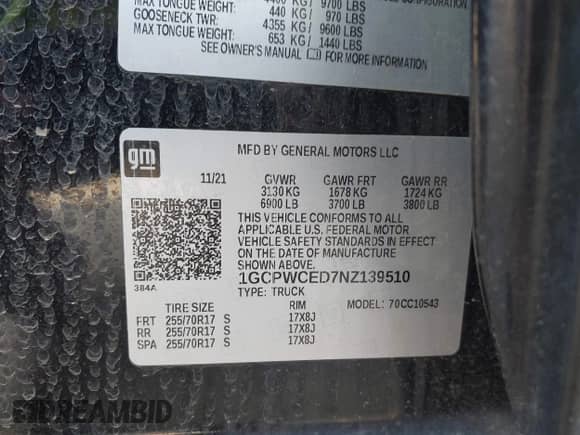 MAX TONGUE WEIGHT: 4400 KG/ 9700 LBS
440 KG/ 970 LBS
GOOSENECK TWR: 4355 KG/ 9600 LBS
MAX TONGUE WEIGHT: 653 KG/ 1440 LBS
SEE OWNER'S MANUAL FOR MORE INFORMATION
gm
MFD BY GENERAL MOTORS LLC
11/21 GVWR GAWR FRT GAWR RR
3130 KG 1678 KG 1724 KG
6900 LB 3700 LB 3800 LB
THIS VEHICLE CONFORMS TO ALL
APPLICABLE U.S. FEDERAL MOTOR
VEHICLE SAFETY STANDARDS IN EFFECT
ON THE DATE OF MANUFACTURE SHOWN
ABOVE.
384A
1GCPWCED7NZ139510
TYPE: TRUCK
MODEL: 70CC10543
TIRE SIZE RIM
FRT 255/70R17 S 17X8J
RR 255/70R17 S 17X8J
SPA 255/70R17 S 17X8J
DREAMBID